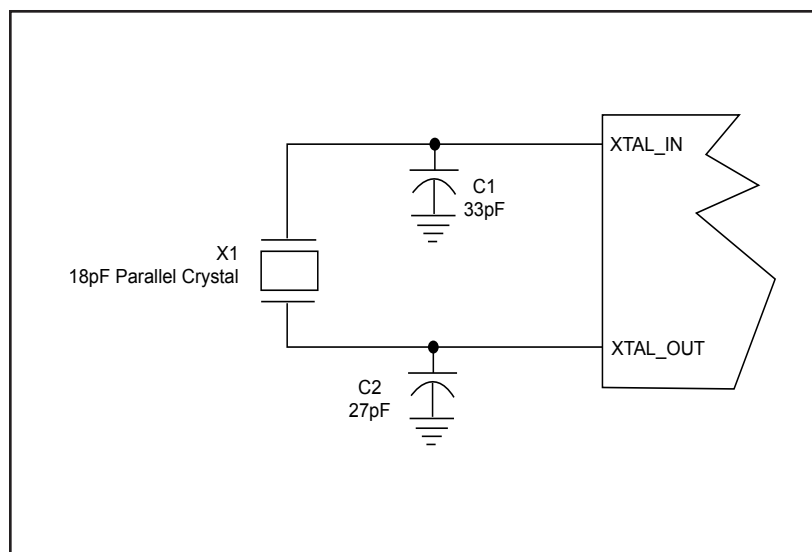 XTAL_IN
C1
33pF
X1
18pF Parallel Crystal
XTAL_OUT
C2
27pF